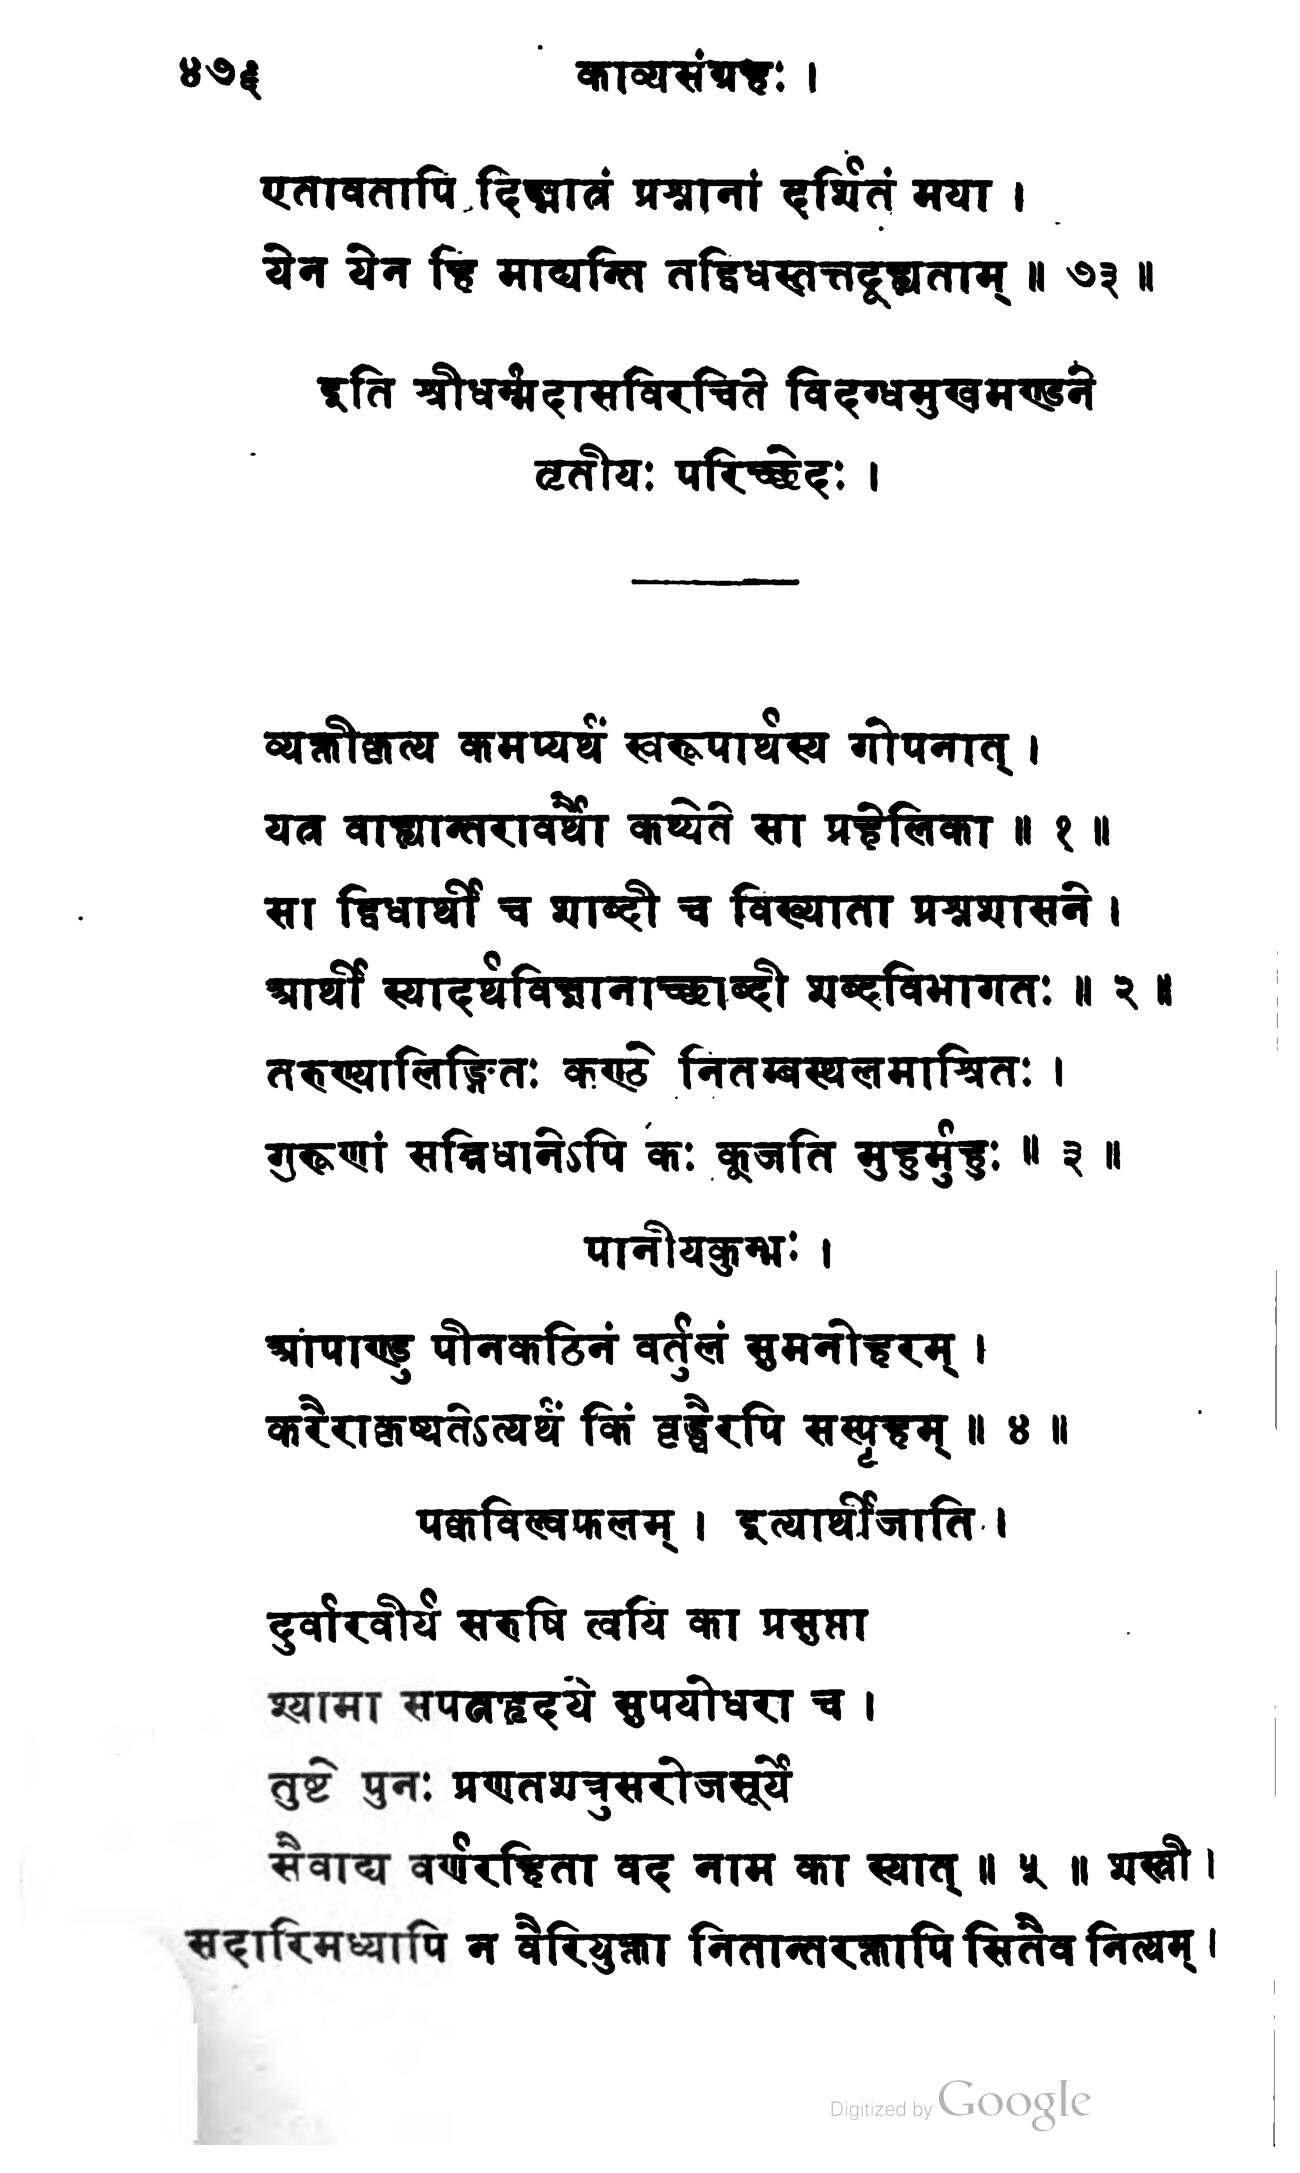 ४७६ काव्यसंग्रहः ।
एतावतापि दिङ्मात्रं प्रश्नानां दर्शितं मया ।
येन येन हि माद्यन्ति तद्विधस्तत्तदूह्यताम् ॥ ७३ ॥
इति श्रीधर्म्मदासविरचिते विदग्धमुखमण्डने
तृतीयः परिच्छेदः ।
व्यक्तीकृत्य कमप्यर्थं स्वरूपार्थस्य गोपनात् ।
यत्र वाह्यान्तरावर्थौ कथ्येते सा प्रहेलिका ॥ १ ॥
सा द्विधार्थी च शाब्दी च विख्याता प्रश्नशासने ।
आर्थी स्यादर्थविज्ञानाच्छाब्दी शब्दविभागतः ॥ २ ॥
तरुण्यालिङ्गितः कण्ठे नितम्बस्थलमाश्रितः ।
गुरूणां सन्निधानेऽपि कः कूजति मुहुर्मुहुः ॥ ३ ॥
पानीयकुम्भः ।
आपाण्डु पीनकठिनं वर्तुलं सुमनोहरम् ।
करैराकृष्यतेऽत्यर्थं किं वृद्धैरपि सस्पृहम् ॥ ४ ॥
पक्वविल्वफलम् । इत्यार्थीजाति ।
दुर्वारवीर्य सरुषि त्वयि का प्रसुप्ता
श्यामा सपत्नहृदये सुपयोधरा च ।
तुष्टे पुनः प्रणतशत्रुसरोजसूर्ये
सैवाद्य वर्णरहिता वद नाम का स्यात् ॥ ५ ॥ शस्त्री ।
सदारिमध्यापि न वैरियुक्ता नितान्तरक्तापि सितैव नित्यम् ।
Digitized by Google